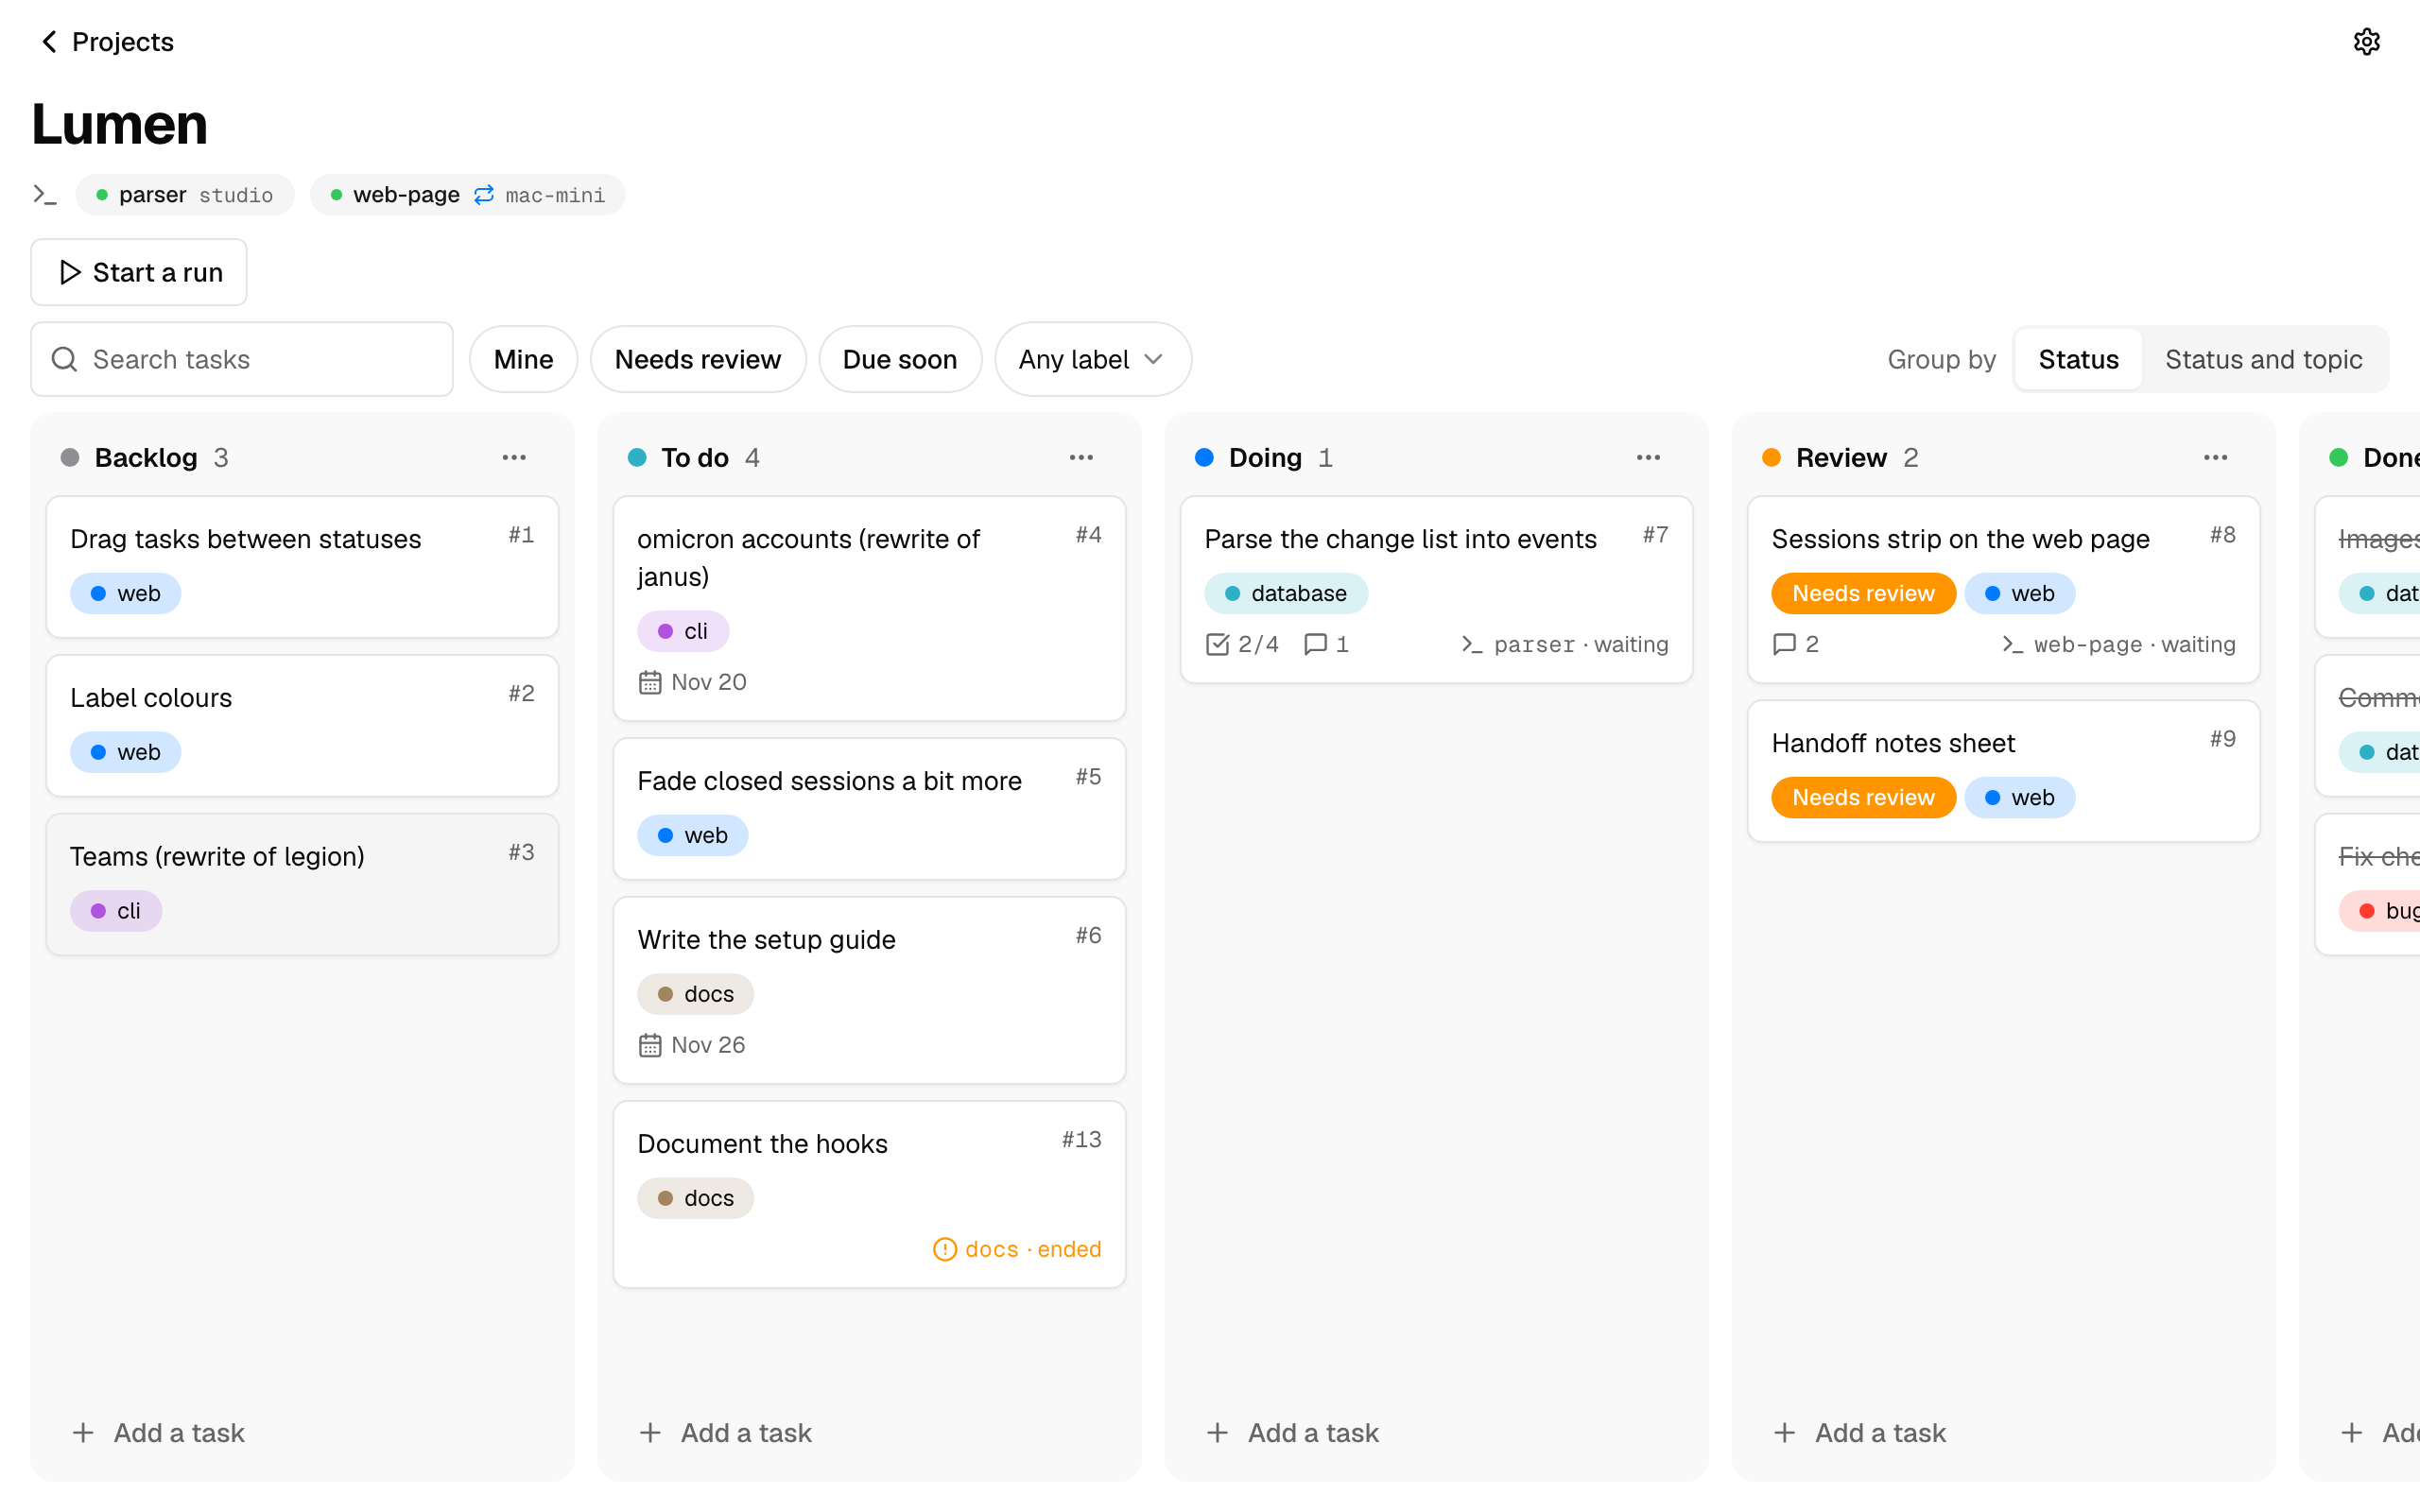 Projects
Lumen
parser studio
web-page mac-mini
Start a run
Search tasks
Mine
Needs review
Due soon
Any label
Group by
Status
Status and topic
Backlog 3
Drag tasks between statuses #1
web
Label colours #2
web
Teams (rewrite of legion) #3
cli
Add a task
To do 4
omicron accounts (rewrite of #4
janus)
cli
Nov 20
Fade closed sessions a bit more #5
web
Write the setup guide #6
docs
Nov 26
Document the hooks #13
docs
docs · ended
Add a task
Doing 1
Parse the change list into events #7
database
2/4 1 parser · waiting
Add a task
Review 2
Sessions strip on the web page #8
Needs review web
2 web-page · waiting
Handoff notes sheet #9
Needs review web
Add a task
Done
Images